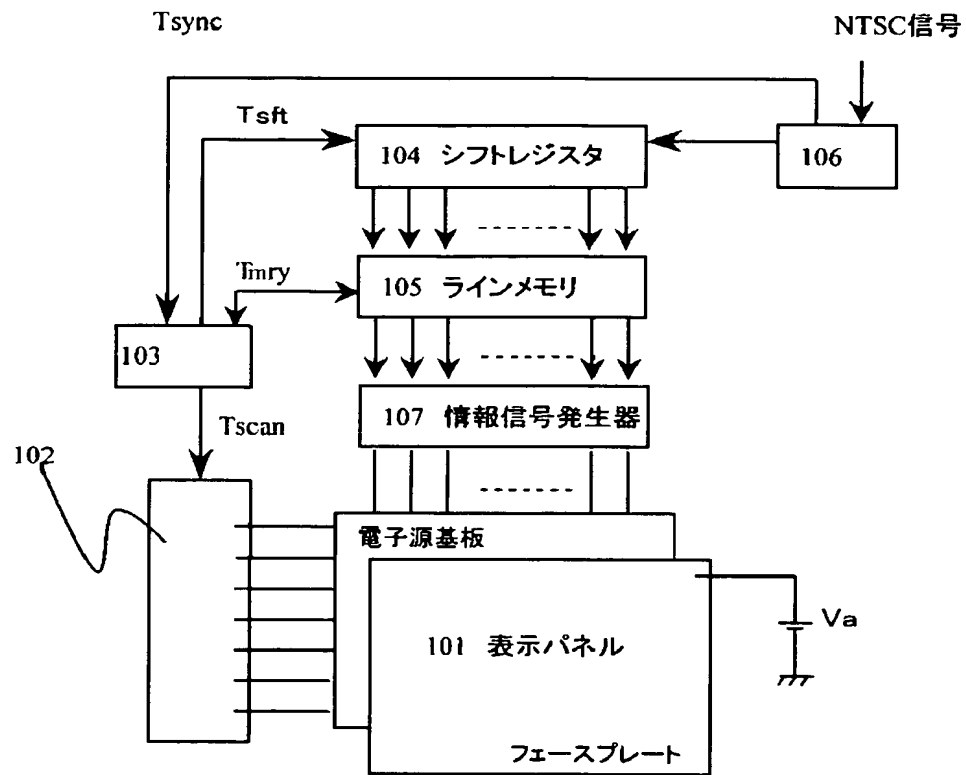 Tsync
NTSC信号
Tsft
104 シフトレジスタ
106
Tmry
105 ラインメモリ
103
107 情報信号発生器
Tscan
102
電子源基板
Va
101 表示パネル
フェースプレート